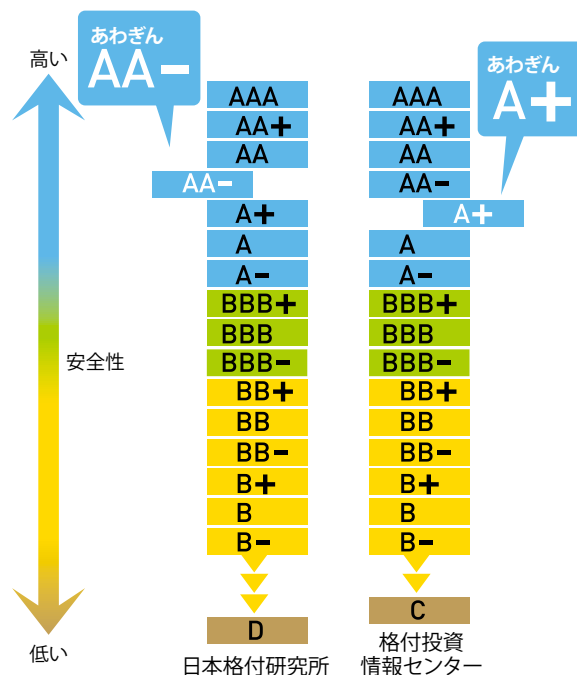 高い
安全性
低い
あわぎん
AA−
AAA
AA+
AA
AA−
A+
A
A−
BBB+
BBB
BBB−
BB+
BB
BB−
B+
B
B−
D
日本格付研究所
あわぎん
A+
AAA
AA+
AA
AA−
A+
A
A−
BBB+
BBB
BBB−
BB+
BB
BB−
B+
B
B−
C
格付投資
情報センター